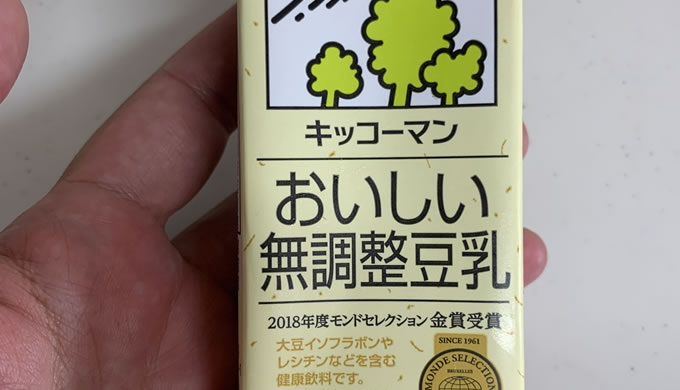 キッコーマン
おいしい
無調整豆乳
2018年度モンドセレクション 金賞受賞
大豆イソフラボンや
レシチンなどを含む
健康飲料です。
SINCE 1961
MONDE SELECTION
BRUXELLES